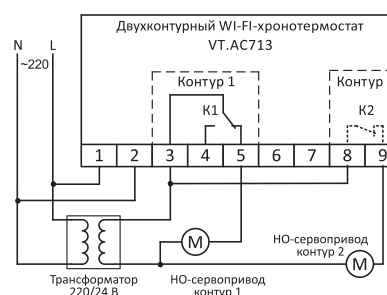 Двухконтурный WI-FI-хронотермостат
VT.AC713
N L
~220
Контур 1
Контур
К1
К2
1 2 3 4 5 6 7 8 9
М
М
НО-сервопривод
контур 2
Трансформатор
220/24 В
НО-сервопривод
контур 1